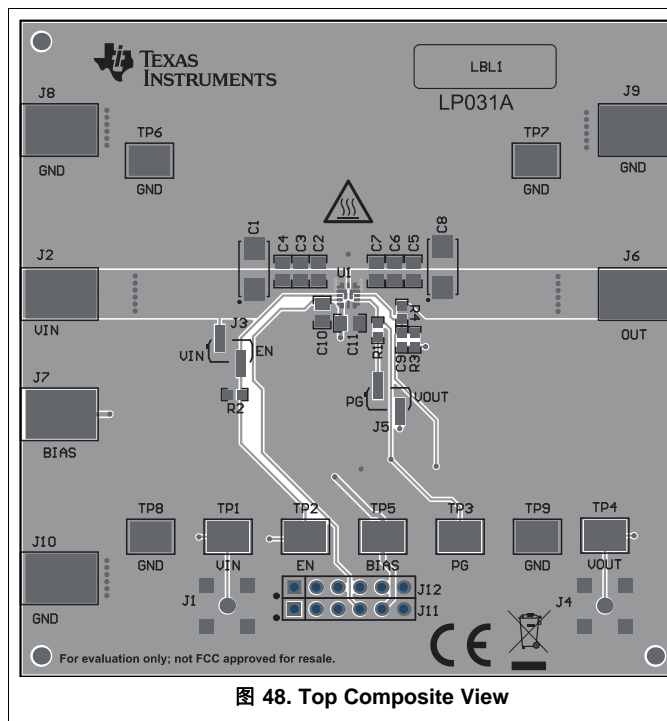 TEXAS
INSTRUMENTS
LBL1
LP031A
J8
J9
TP6
TP7
GND
GND
GND
GND
C1
C4
C3
C2
C7
C6
C5
C8
U1
J2
J6
VIN
OUT
J3
VIN
EN
C10
C11
R1
R4
C9
R3
J7
R2
PG
VOUT
J5
BIAS
TP8
TP1
TP2
TP5
TP3
TP9
TP4
J10
GND
VIN
EN
BIAS
PG
GND
VOUT
J12
J11
J1
J4
GND
CE
For evaluation only; not FCC approved for resale.
图 48. Top Composite View